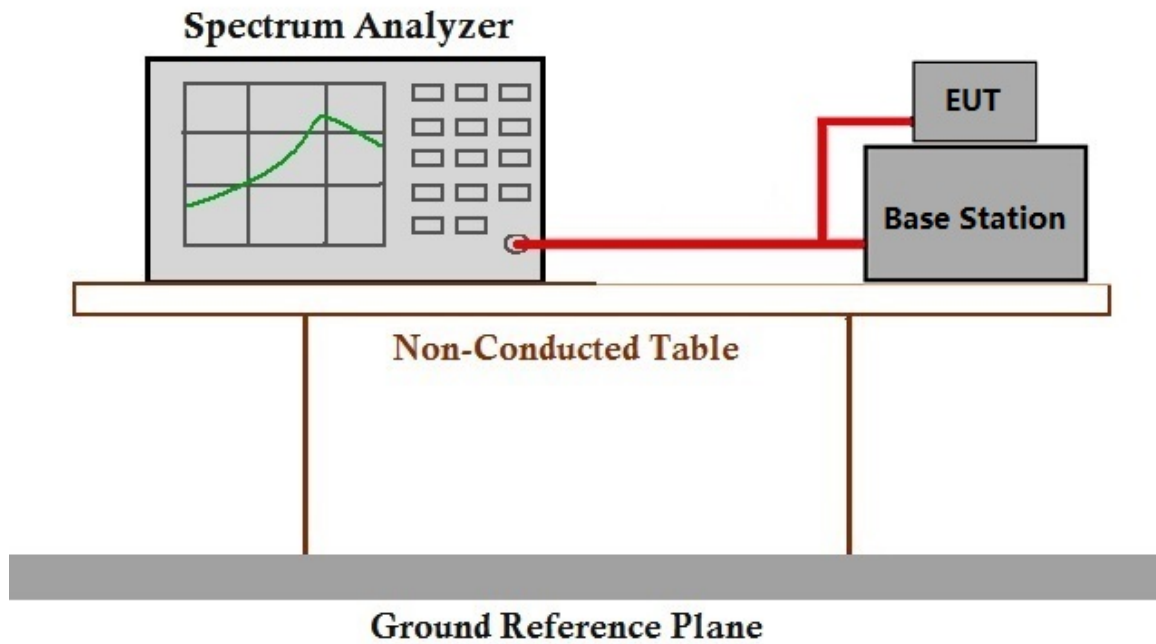 Spectrum Analyzer
EUT
Base Station
Non-Conducted Table
Ground Reference Plane